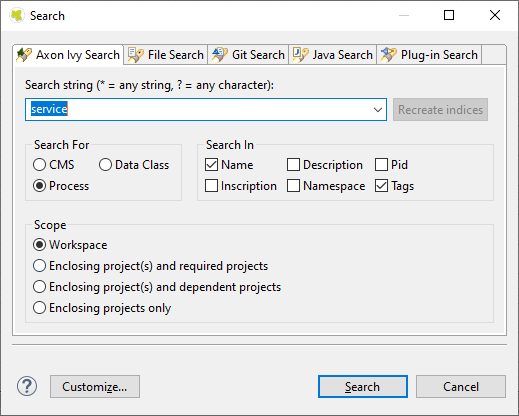 Search
Axon Ivy Search File Search Git Search Java Search Plug-in Search
Search string (* = any string, ? = any character):
service Recreate indices
Search For Search In
CMS Data Class Name Description Pid
Process Inscription Namespace Tags
Scope
Workspace
Enclosing project(s) and required projects
Enclosing project(s) and dependent projects
Enclosing projects only
? Customize... Search Cancel